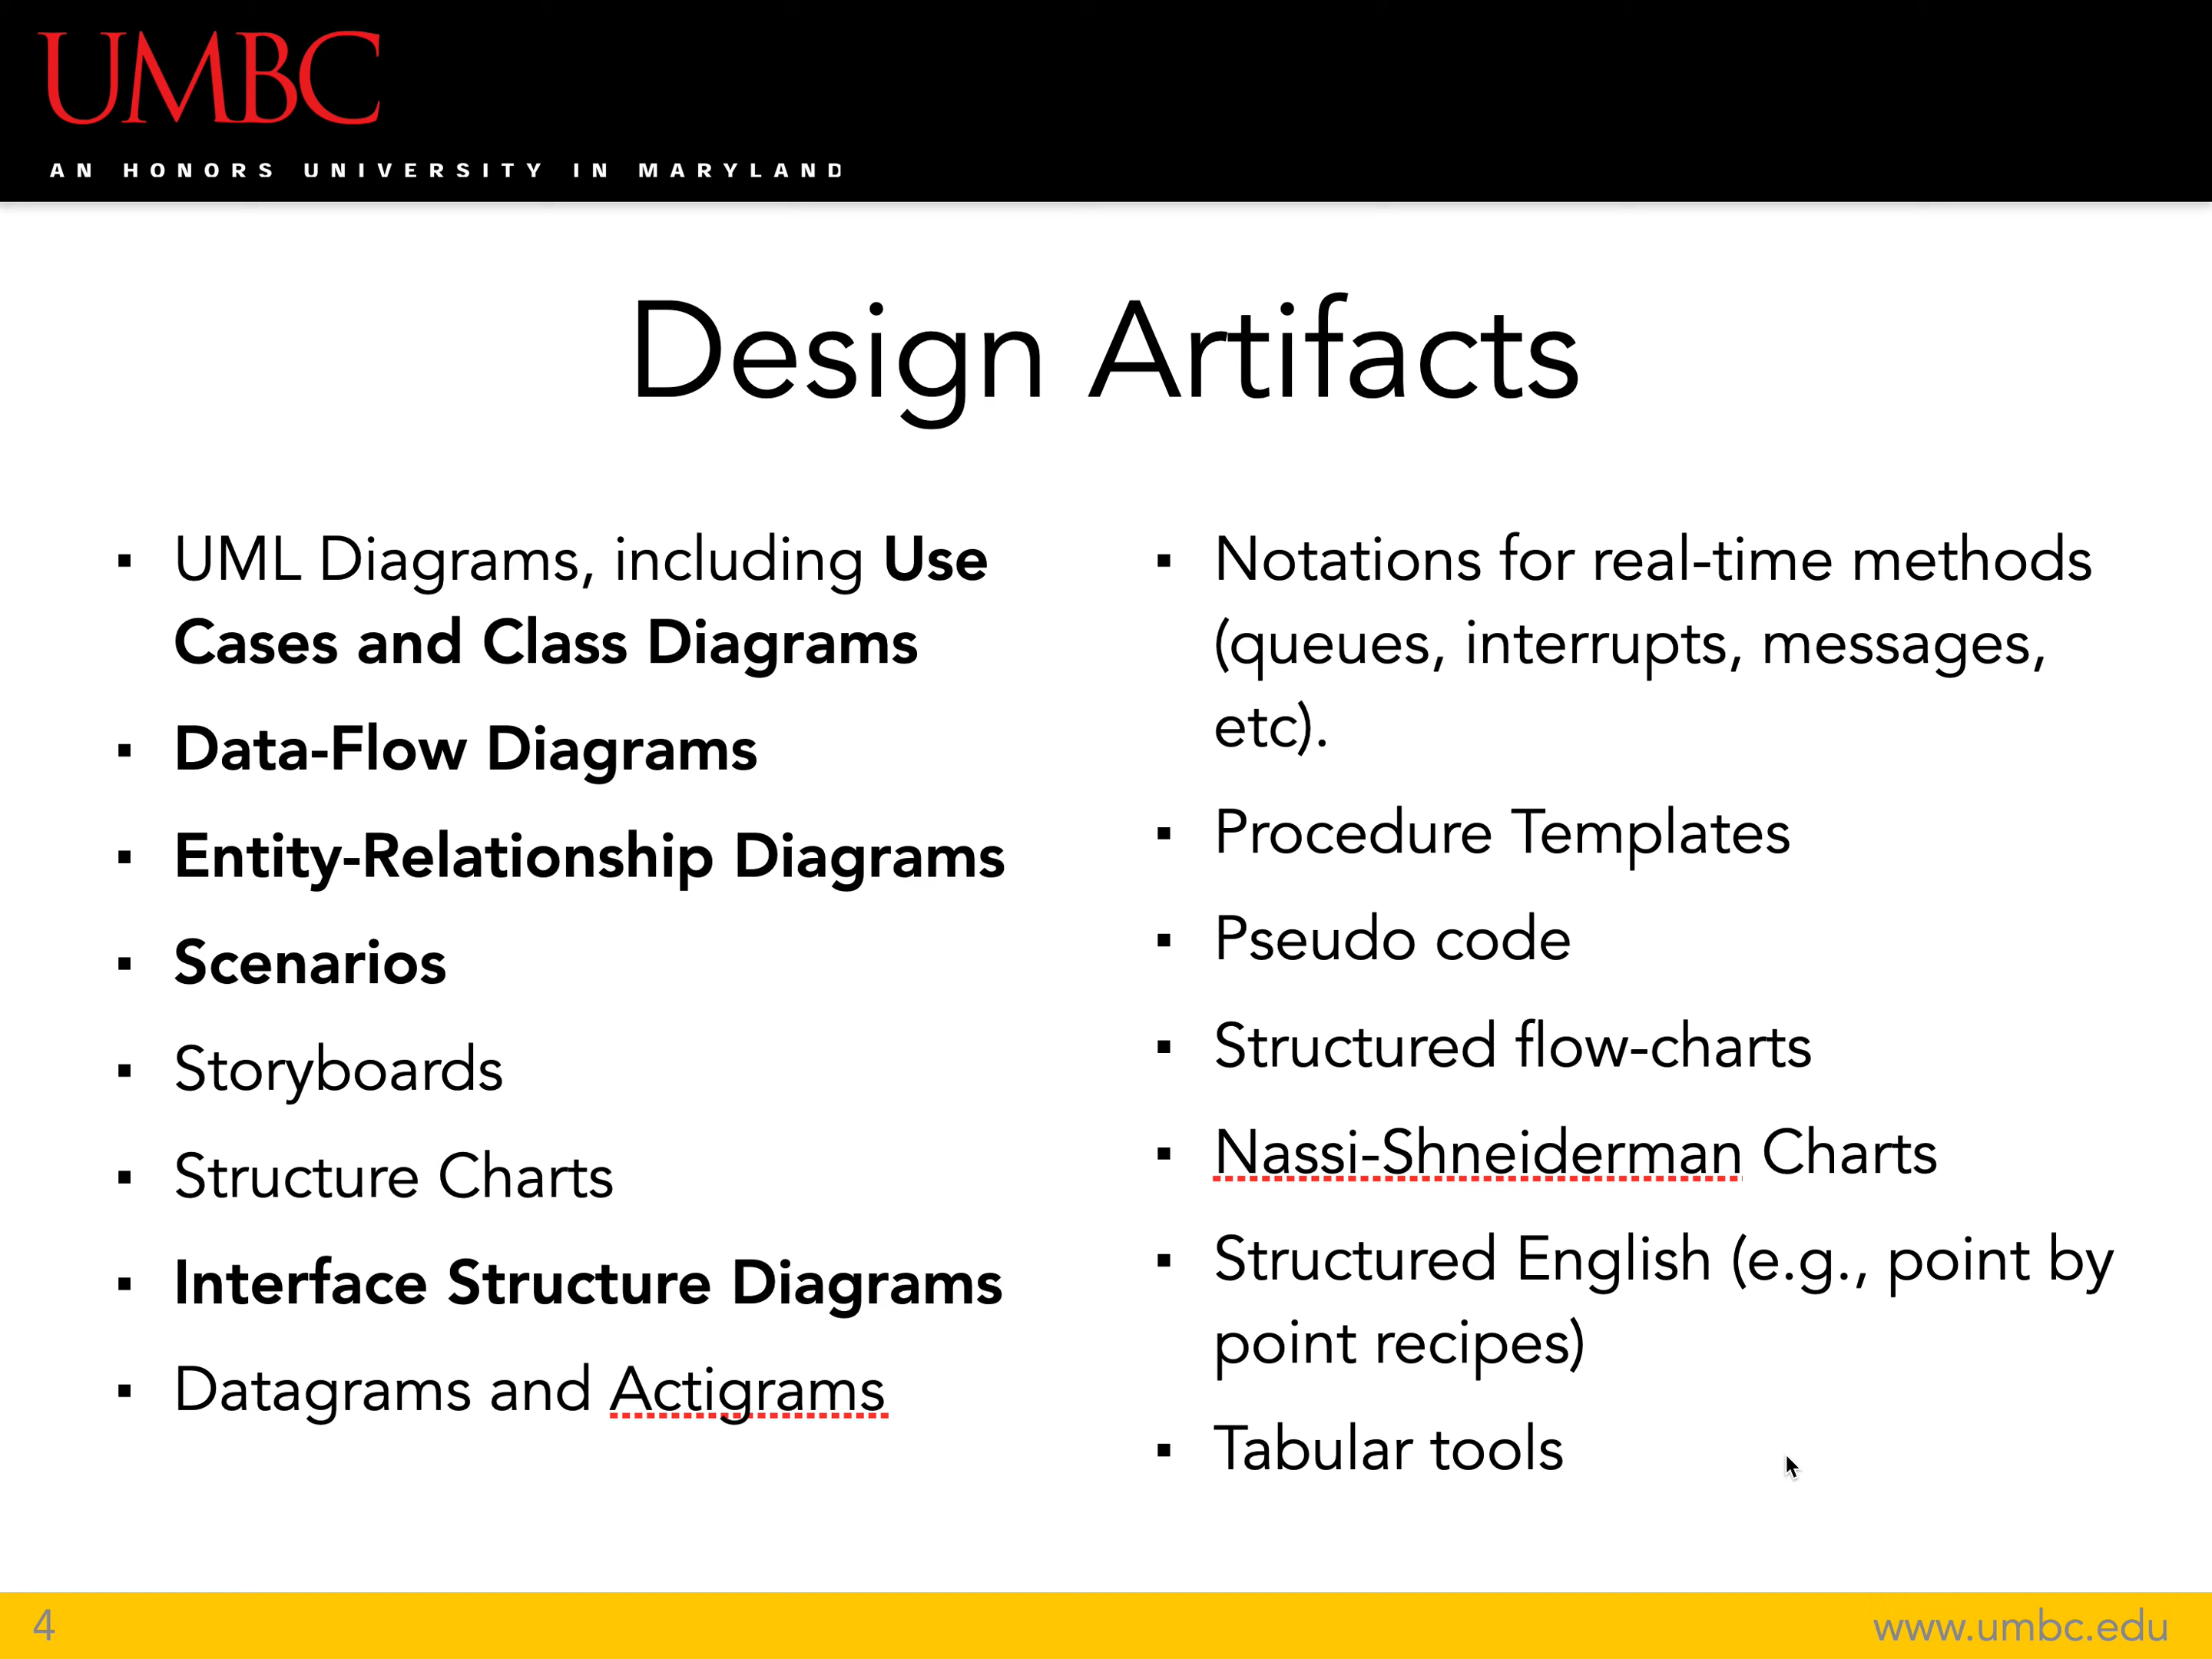 UMBC
AN HONORS UNIVERSITY IN MARYLAND
Design Artifacts
UML Diagrams, including Use
Cases and Class Diagrams
Data-Flow Diagrams
Entity-Relationship Diagrams
Scenarios
Storyboards
Structure Charts
Interface Structure Diagrams
Datagrams and Actigrams
Notations for real-time methods
(queues, interrupts, messages,
etc).
Procedure Templates
Pseudo code
Structured flow-charts
Nassi-Shneiderman Charts
Structured English (e.g., point by
point recipes)
Tabular tools
4
www.umbc.edu